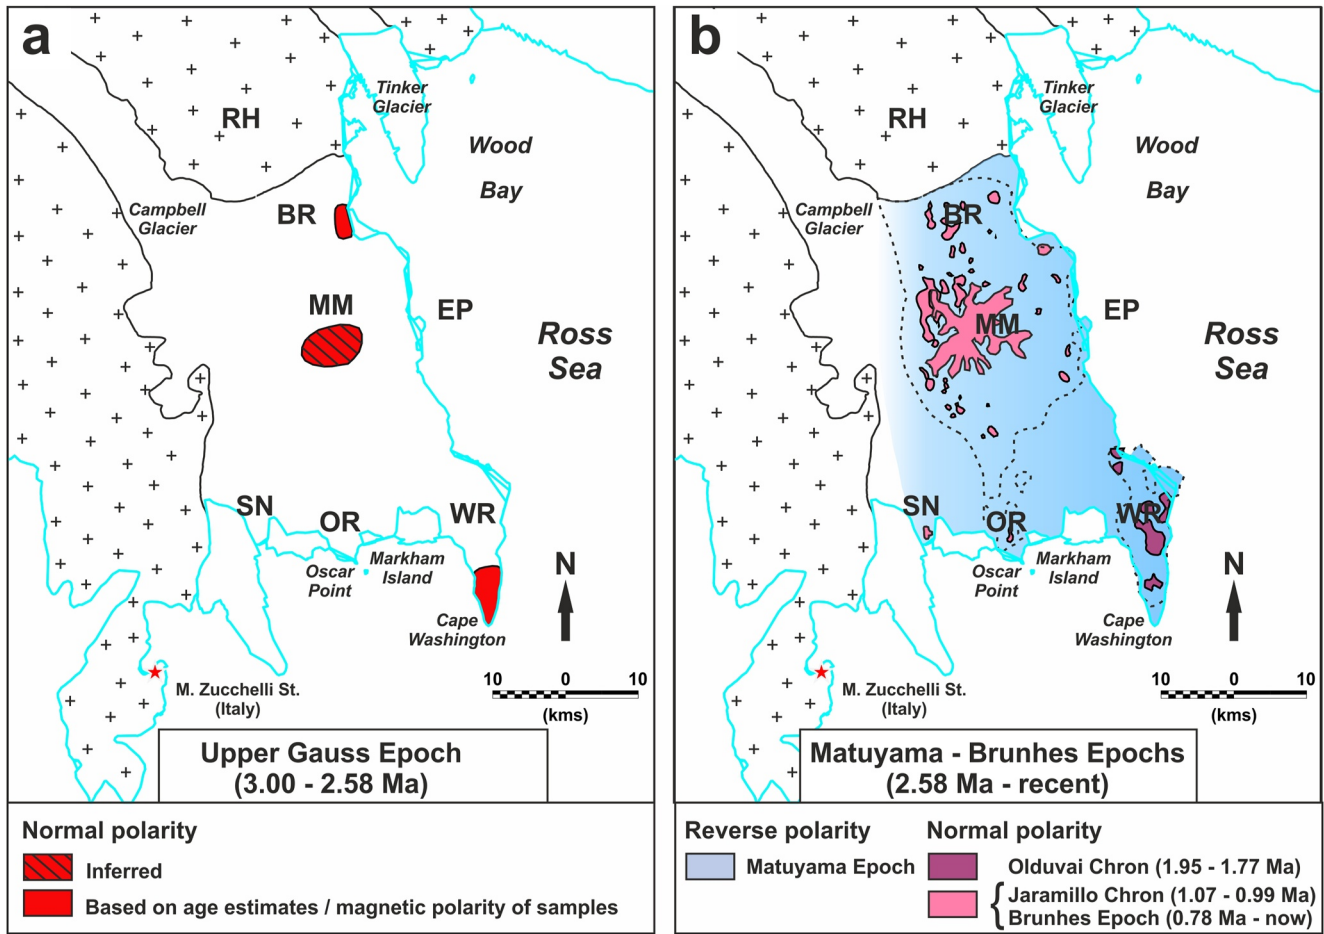 a
RH
Tinker
Glacier
Wood
Bay
Campbell
Glacier
BR
MM
EP
Ross
Sea
SN
OR
WR
Oscar
Point
Markham
Island
Cape
Washington
N
M. Zucchelli St.
(Italy)
10 0 10
(kms)
Upper Gauss Epoch
(3.00 - 2.58 Ma)
Normal polarity
Inferred
Based on age estimates / magnetic polarity of samples
b
RH
Tinker
Glacier
Wood
Bay
Campbell
Glacier
BR
MM
EP
Ross
Sea
SN
OR
WR
Oscar
Point
Markham
Island
Cape
Washington
N
M. Zucchelli St.
(Italy)
10 0 10
(kms)
Matuyama - Brunhes Epochs
(2.58 Ma - recent)
Reverse polarity
Matuyama Epoch
Normal polarity
Olduvai Chron (1.95 - 1.77 Ma)
Jaramillo Chron (1.07 - 0.99 Ma)
Brunhes Epoch (0.78 Ma - now)